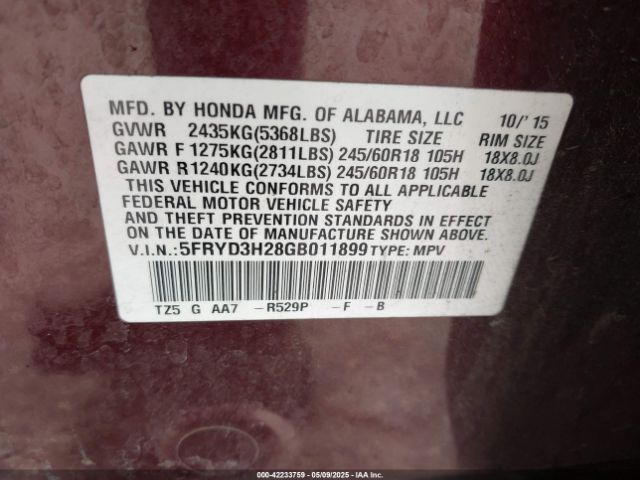 MFD. BY HONDA MFG. OF ALABAMA, LLC 10/'15
GVWR 2435KG(5368LBS) TIRE SIZE RIM SIZE
GAWR F 1275KG(2811LBS) 245/60R18 105H 18X8.0J
GAWR R 1240KG(2734LBS) 245/60R18 105H 18X8.0J
THIS VEHICLE CONFORMS TO ALL APPLICABLE
FEDERAL MOTOR VEHICLE SAFETY
AND THEFT PREVENTION STANDARDS IN EFFECT
ON THE DATE OF MANUFACTURE SHOWN ABOVE.
V.I.N.: 5FRYD3H28GB011899 TYPE: MPV
TZ5 G AA7 -R529P -F -B
000-42233759 - 05/09/2025 - IAA Inc.